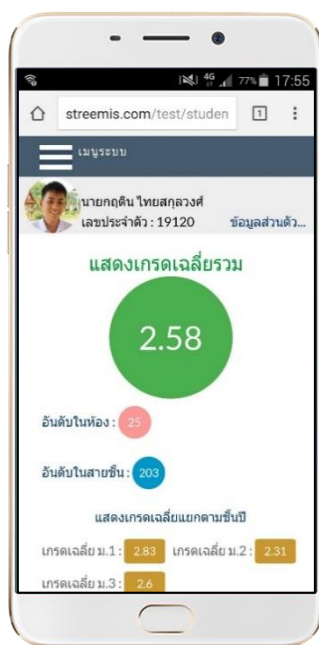 4G 77% 17:55
streemis.com/test/studen 1
เมนูระบบ
นายกฤติน ไทยสกุลวงศ์
เลขประจำตัว : 19120 ข้อมูลส่วนตัว...
แสดงเกรดเฉลี่ยรวม
2.58
อันดับในห้อง : 25
อันดับในสายชั้น : 203
แสดงเกรดเฉลี่ยแยกตามชั้นปี
เกรดเฉลี่ย ม.1 : 2.83 เกรดเฉลี่ย ม.2 : 2.31
เกรดเฉลี่ย ม.3 : 2.6